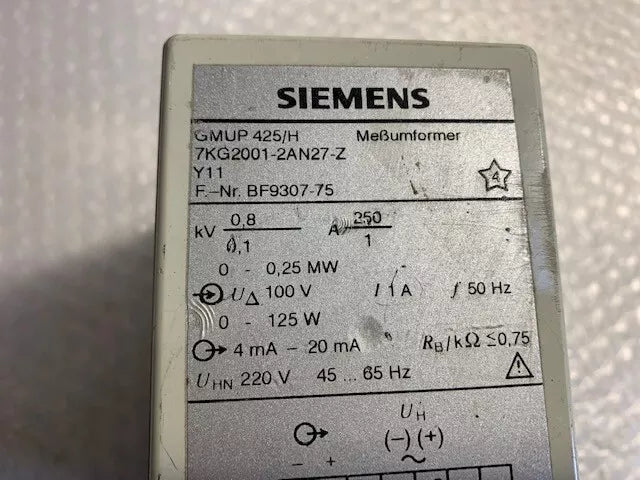 SIEMENS
GMUP 425/H Meßumformer
7KG2001-2AN27-Z
Y11
F.-Nr. BF9307-75
4
kV 0,8 / 0,1 A 250 / 1
0 - 0,25 MW
U△ 100 V I 1 A f 50 Hz
0 - 125 W
4 mA - 20 mA R_B/kΩ ≤0,75
U_HN 220 V 45 ... 65 Hz
U_H
(-) (+)
- + ~